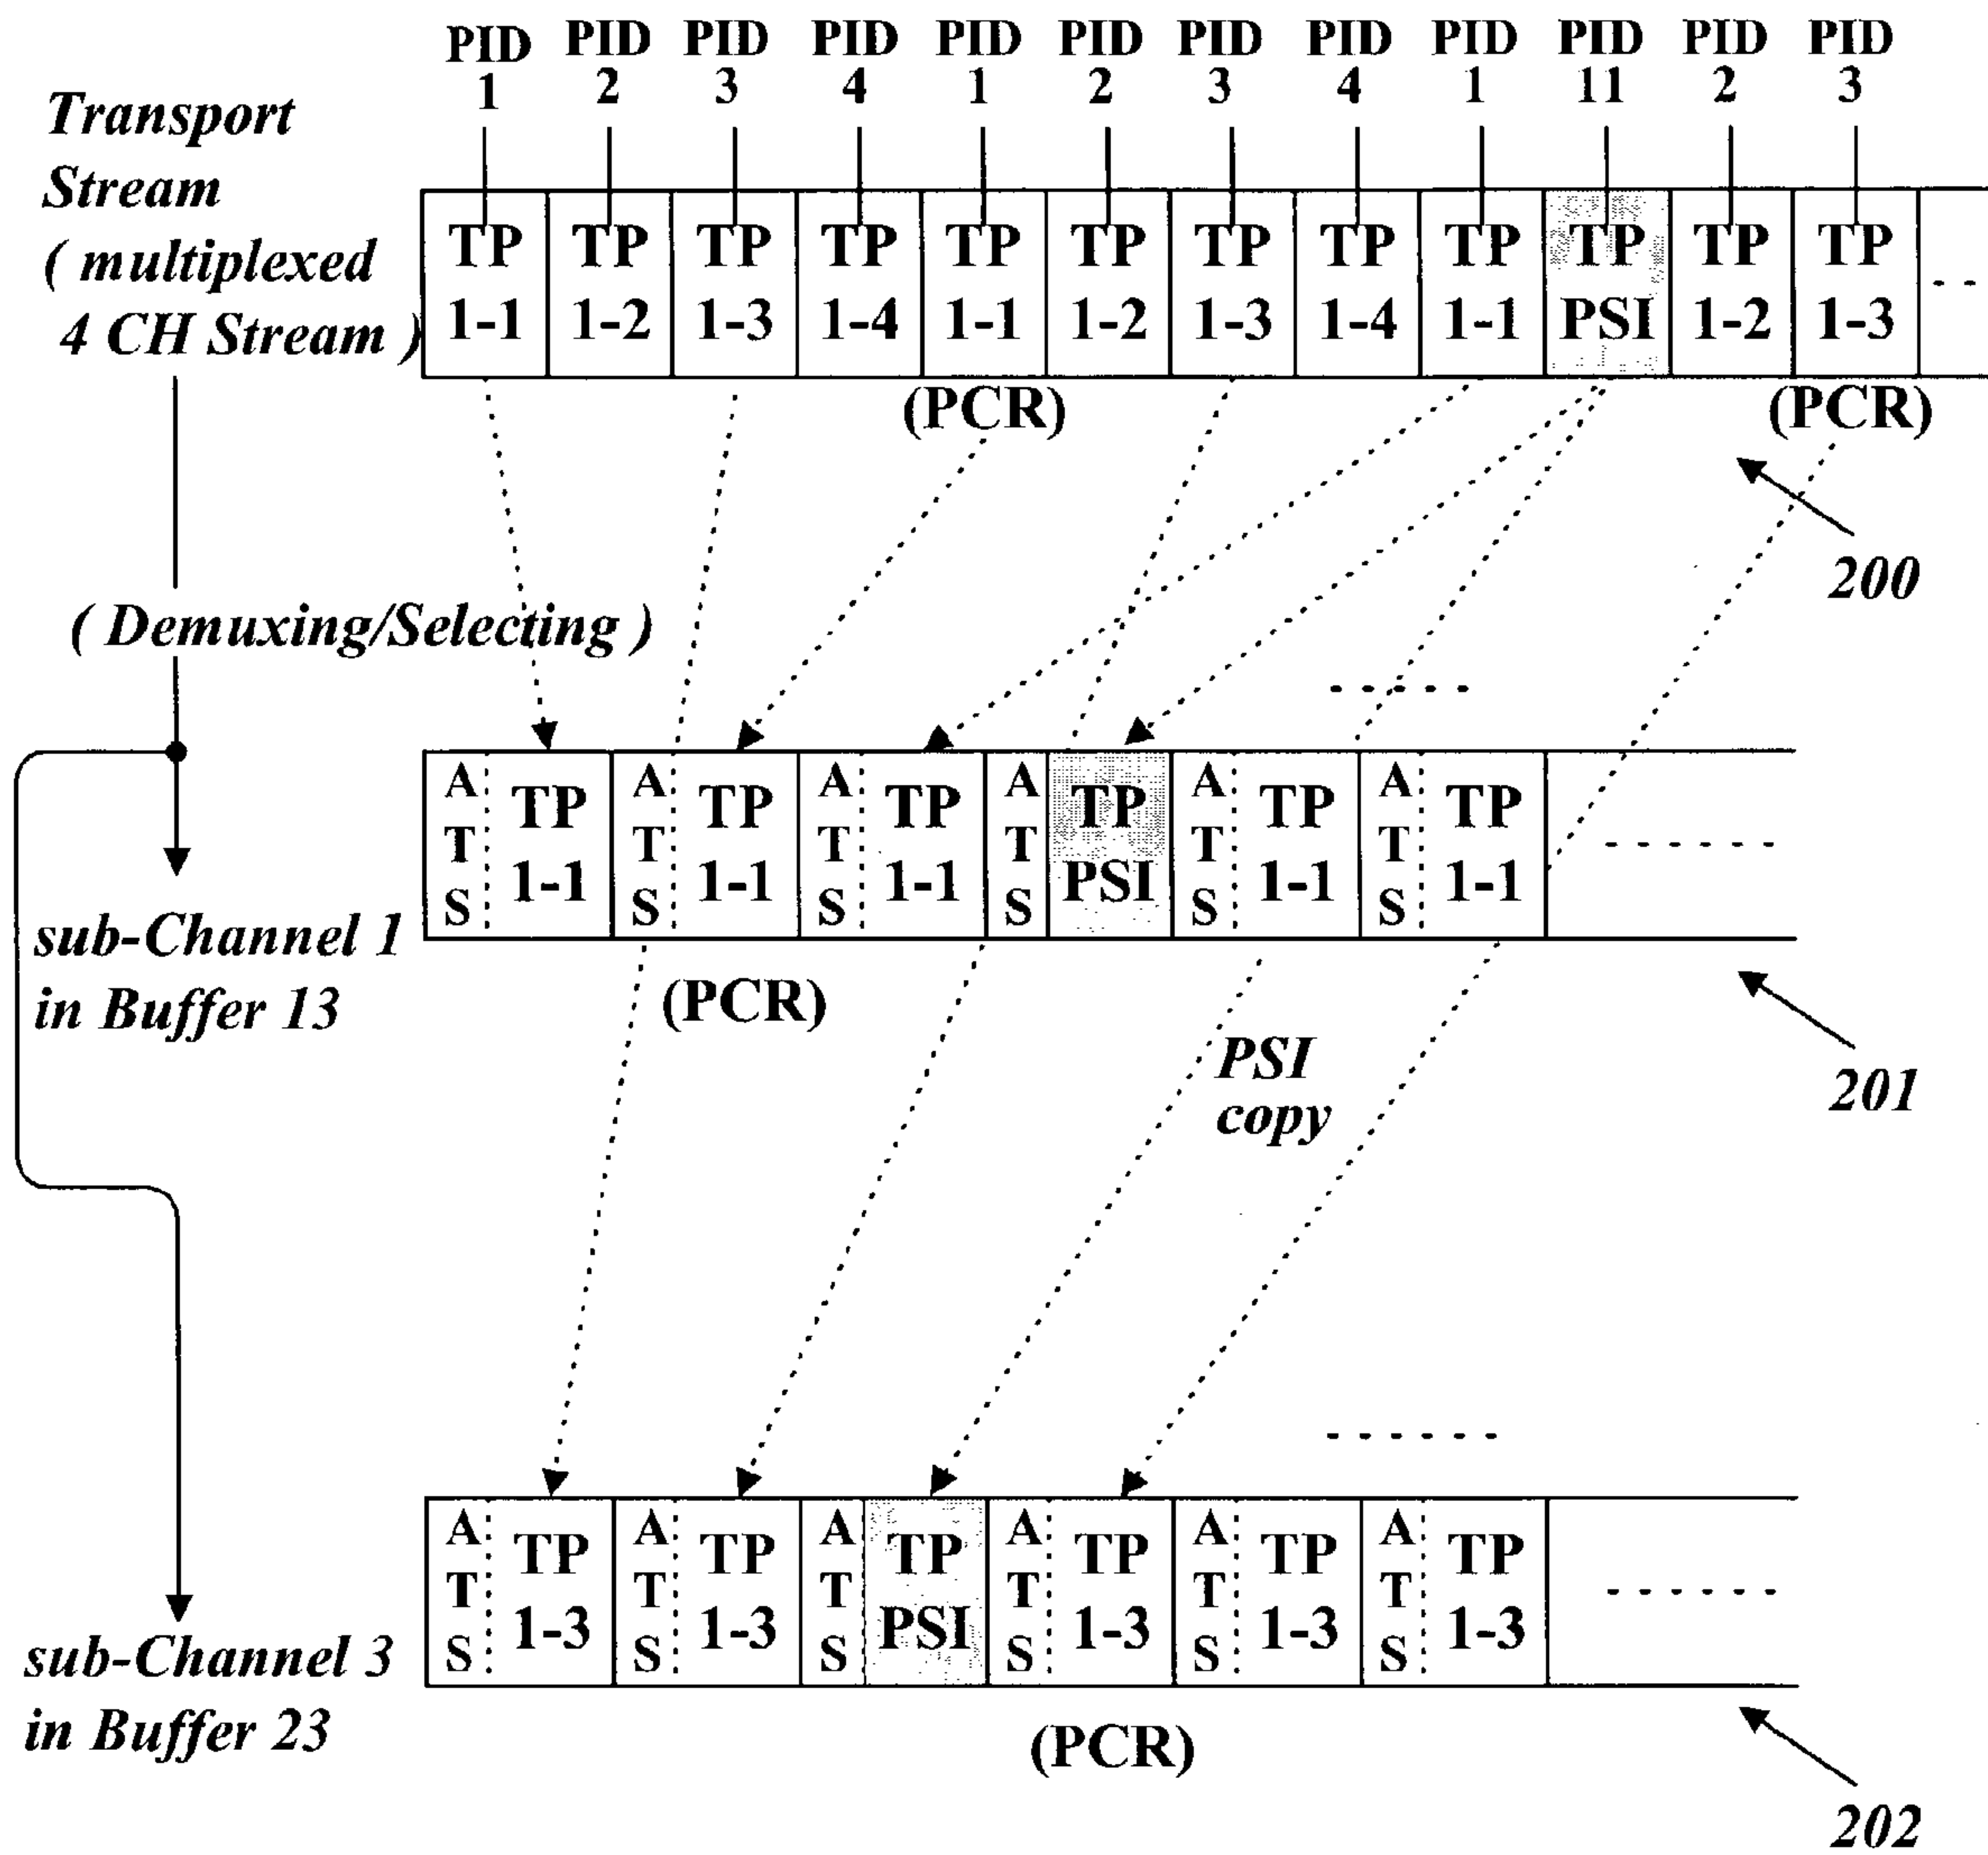 PID PID PID PID PID PID PID PID PID PID PID PID
1 2 3 4 1 2 3 4 1 11 2 3
Transport
Stream
( multiplexed
4 CH Stream )
TP TP TP TP TP TP TP TP TP TP TP TP
1-1 1-2 1-3 1-4 1-1 1-2 1-3 1-4 1-1 PSI 1-2 1-3
(PCR) (PCR)
200
( Demuxing/Selecting )
ATS TP 1-1 ATS TP 1-1 ATS TP 1-1 ATS TP PSI ATS TP 1-1 ATS TP 1-1
sub-Channel 1
in Buffer 13
(PCR)
PSI
copy
201
ATS TP 1-3 ATS TP 1-3 ATS TP PSI ATS TP 1-3 ATS TP 1-3 ATS TP 1-3
sub-Channel 3
in Buffer 23
(PCR)
202